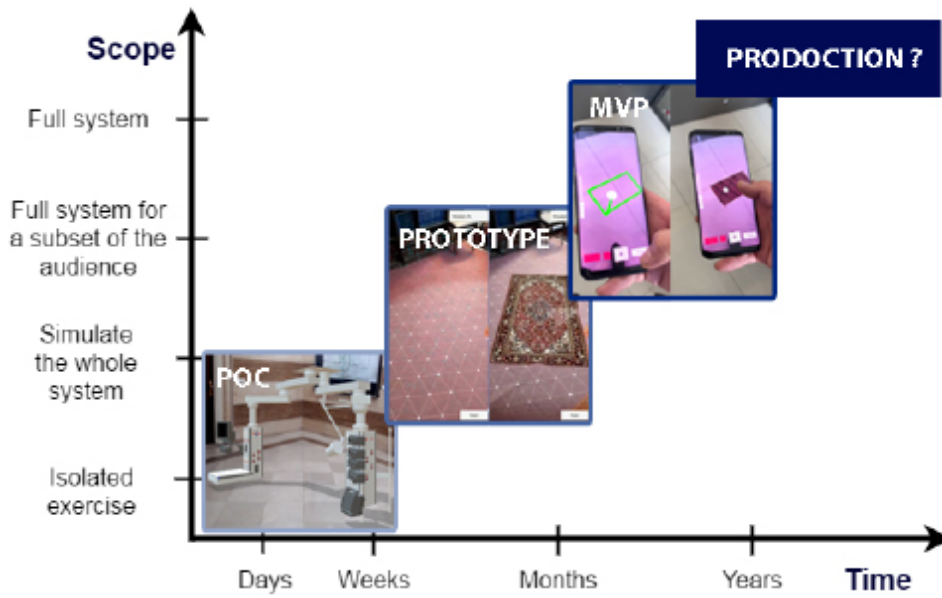 Scope
PRODOCTION ?
Full system
MVP
Full system for
a subset of the
audience
PROTOTYPE
Simulate
the whole
system
POC
Isolated
exercise
Days
Weeks
Months
Years
Time